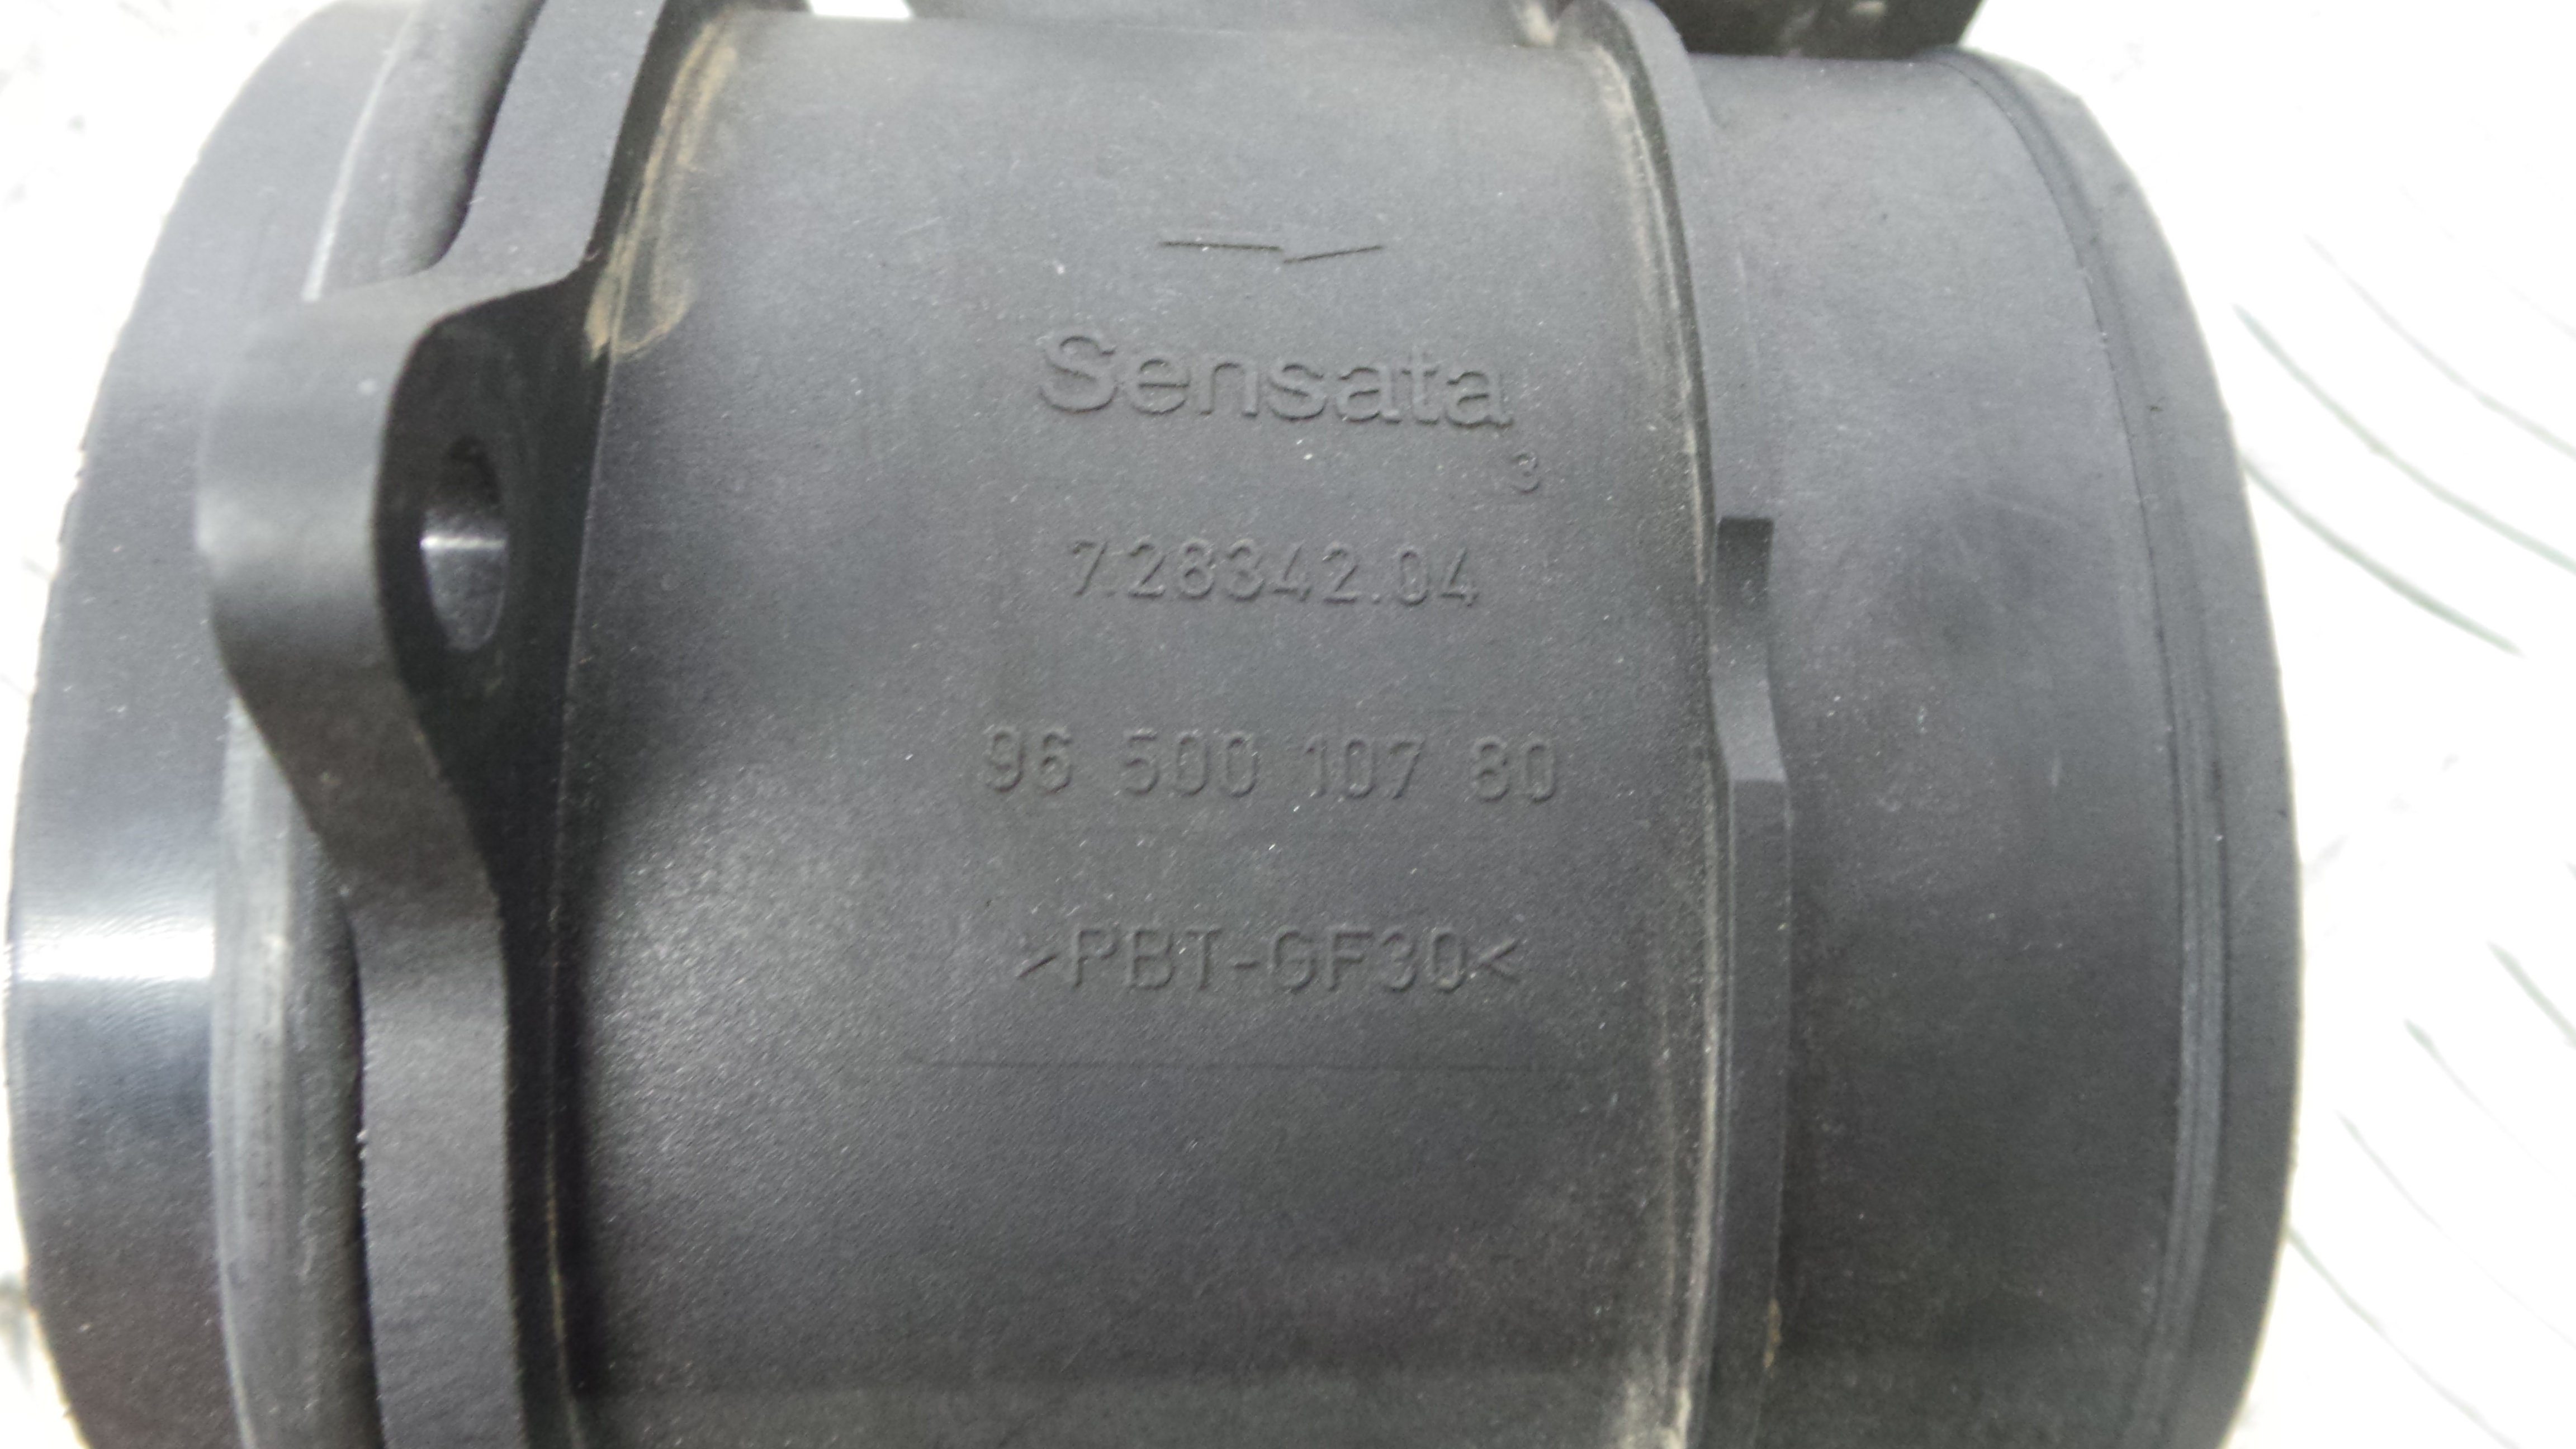 Sensata
3
7.28342.04
96 500 107 80
>PBT-GF30<